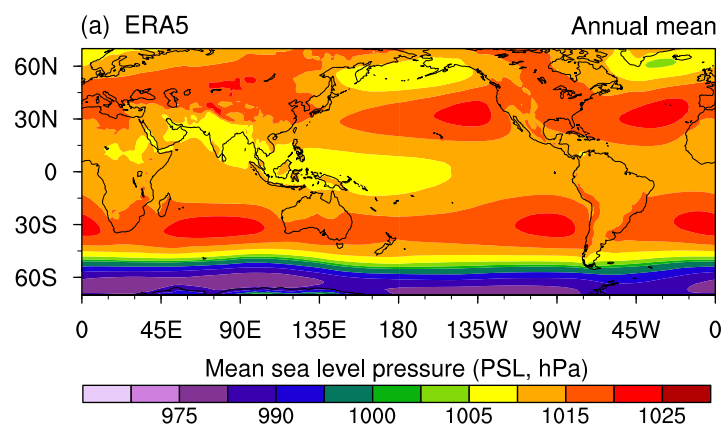 (a) ERA5 Annual mean
60N
30N
0
30S
60S
0 45E 90E 135E 180 135W 90W 45W 0
Mean sea level pressure (PSL, hPa)
975 990 1000 1005 1015 1025